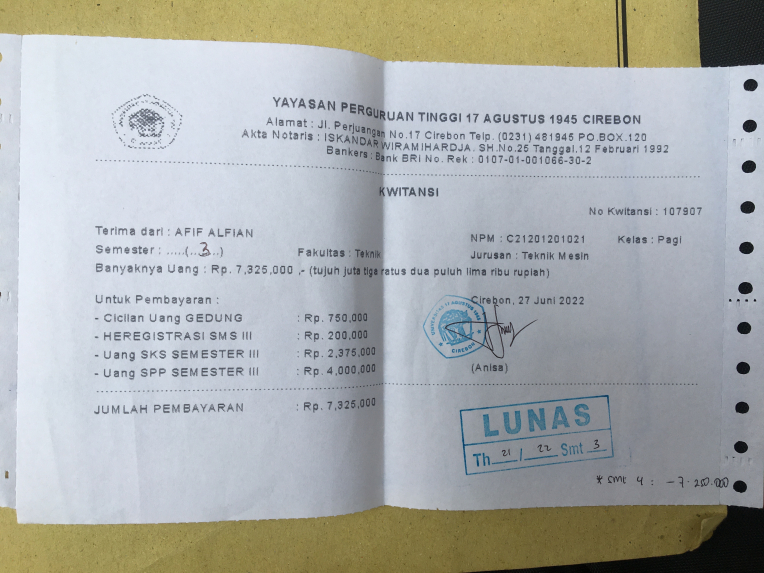 YAYASAN PERGURUAN TINGGI 17 AGUSTUS 1945 CIREBON
Alamat : Jl. Perjuangan No.17 Cirebon Telp. (0231) 481945 PO.BOX.120
Akta Notaris : ISKANDAR WIRAMIHARDJA. SH.No.25 Tanggal.12 Februari 1992
Bankers : Bank BRI No. Rek : 0107-01-001066-30-2
KWITANSI
No Kwitansi : 107907
Terima dari : AFIF ALFIAN
NPM : C21201201021 Kelas : Pagi
Semester : .....(..3...) Fakultas : Teknik Jurusan : Teknik Mesin
Banyaknya Uang : Rp. 7,325,000 ,- (tujuh juta tiga ratus dua puluh lima ribu rupiah)
Untuk Pembayaran :
Cirebon, 27 Juni 2022
- Cicilan Uang GEDUNG : Rp. 750,000
- HEREGISTRASI SMS III : Rp. 200,000
- Uang SKS SEMESTER III : Rp. 2,375,000
- Uang SPP SEMESTER III : Rp. 4,000,000
CIREBON
(Anisa)
JUMLAH PEMBAYARAN : Rp. 7,325,000
LUNAS
Th 21 / 22 Smt 3
* smt 4 : - 7.250.000